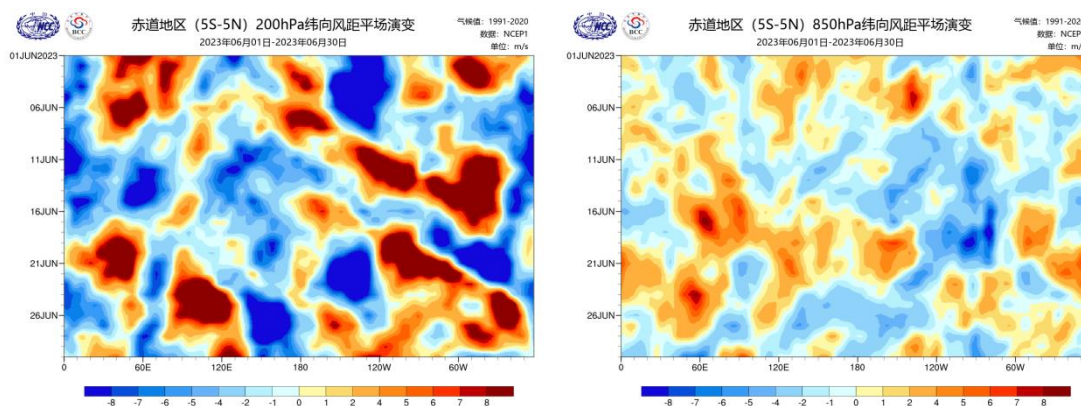 赤道地区（5S-5N）200hPa纬向风距平场演变
2023年06月01日-2023年06月30日
气候值：1991-2020
数据：NCEP1
单位：m/s
BCC
01JUN2023
06JUN
11JUN
16JUN
21JUN
26JUN
0 60E 120E 180 120W 60W
-8 -7 -6 -5 -4 -2 -1 0 1 2 4 5 6 7 8
赤道地区（5S-5N）850hPa纬向风距平场演变
2023年06月01日-2023年06月30日
气候值：1991-2020
数据：NCEP1
单位：m/s
BCC
01JUN2023
06JUN
11JUN
16JUN
21JUN
26JUN
0 60E 120E 180 120W 60W
-8 -7 -6 -5 -4 -2 -1 0 1 2 4 5 6 7 8